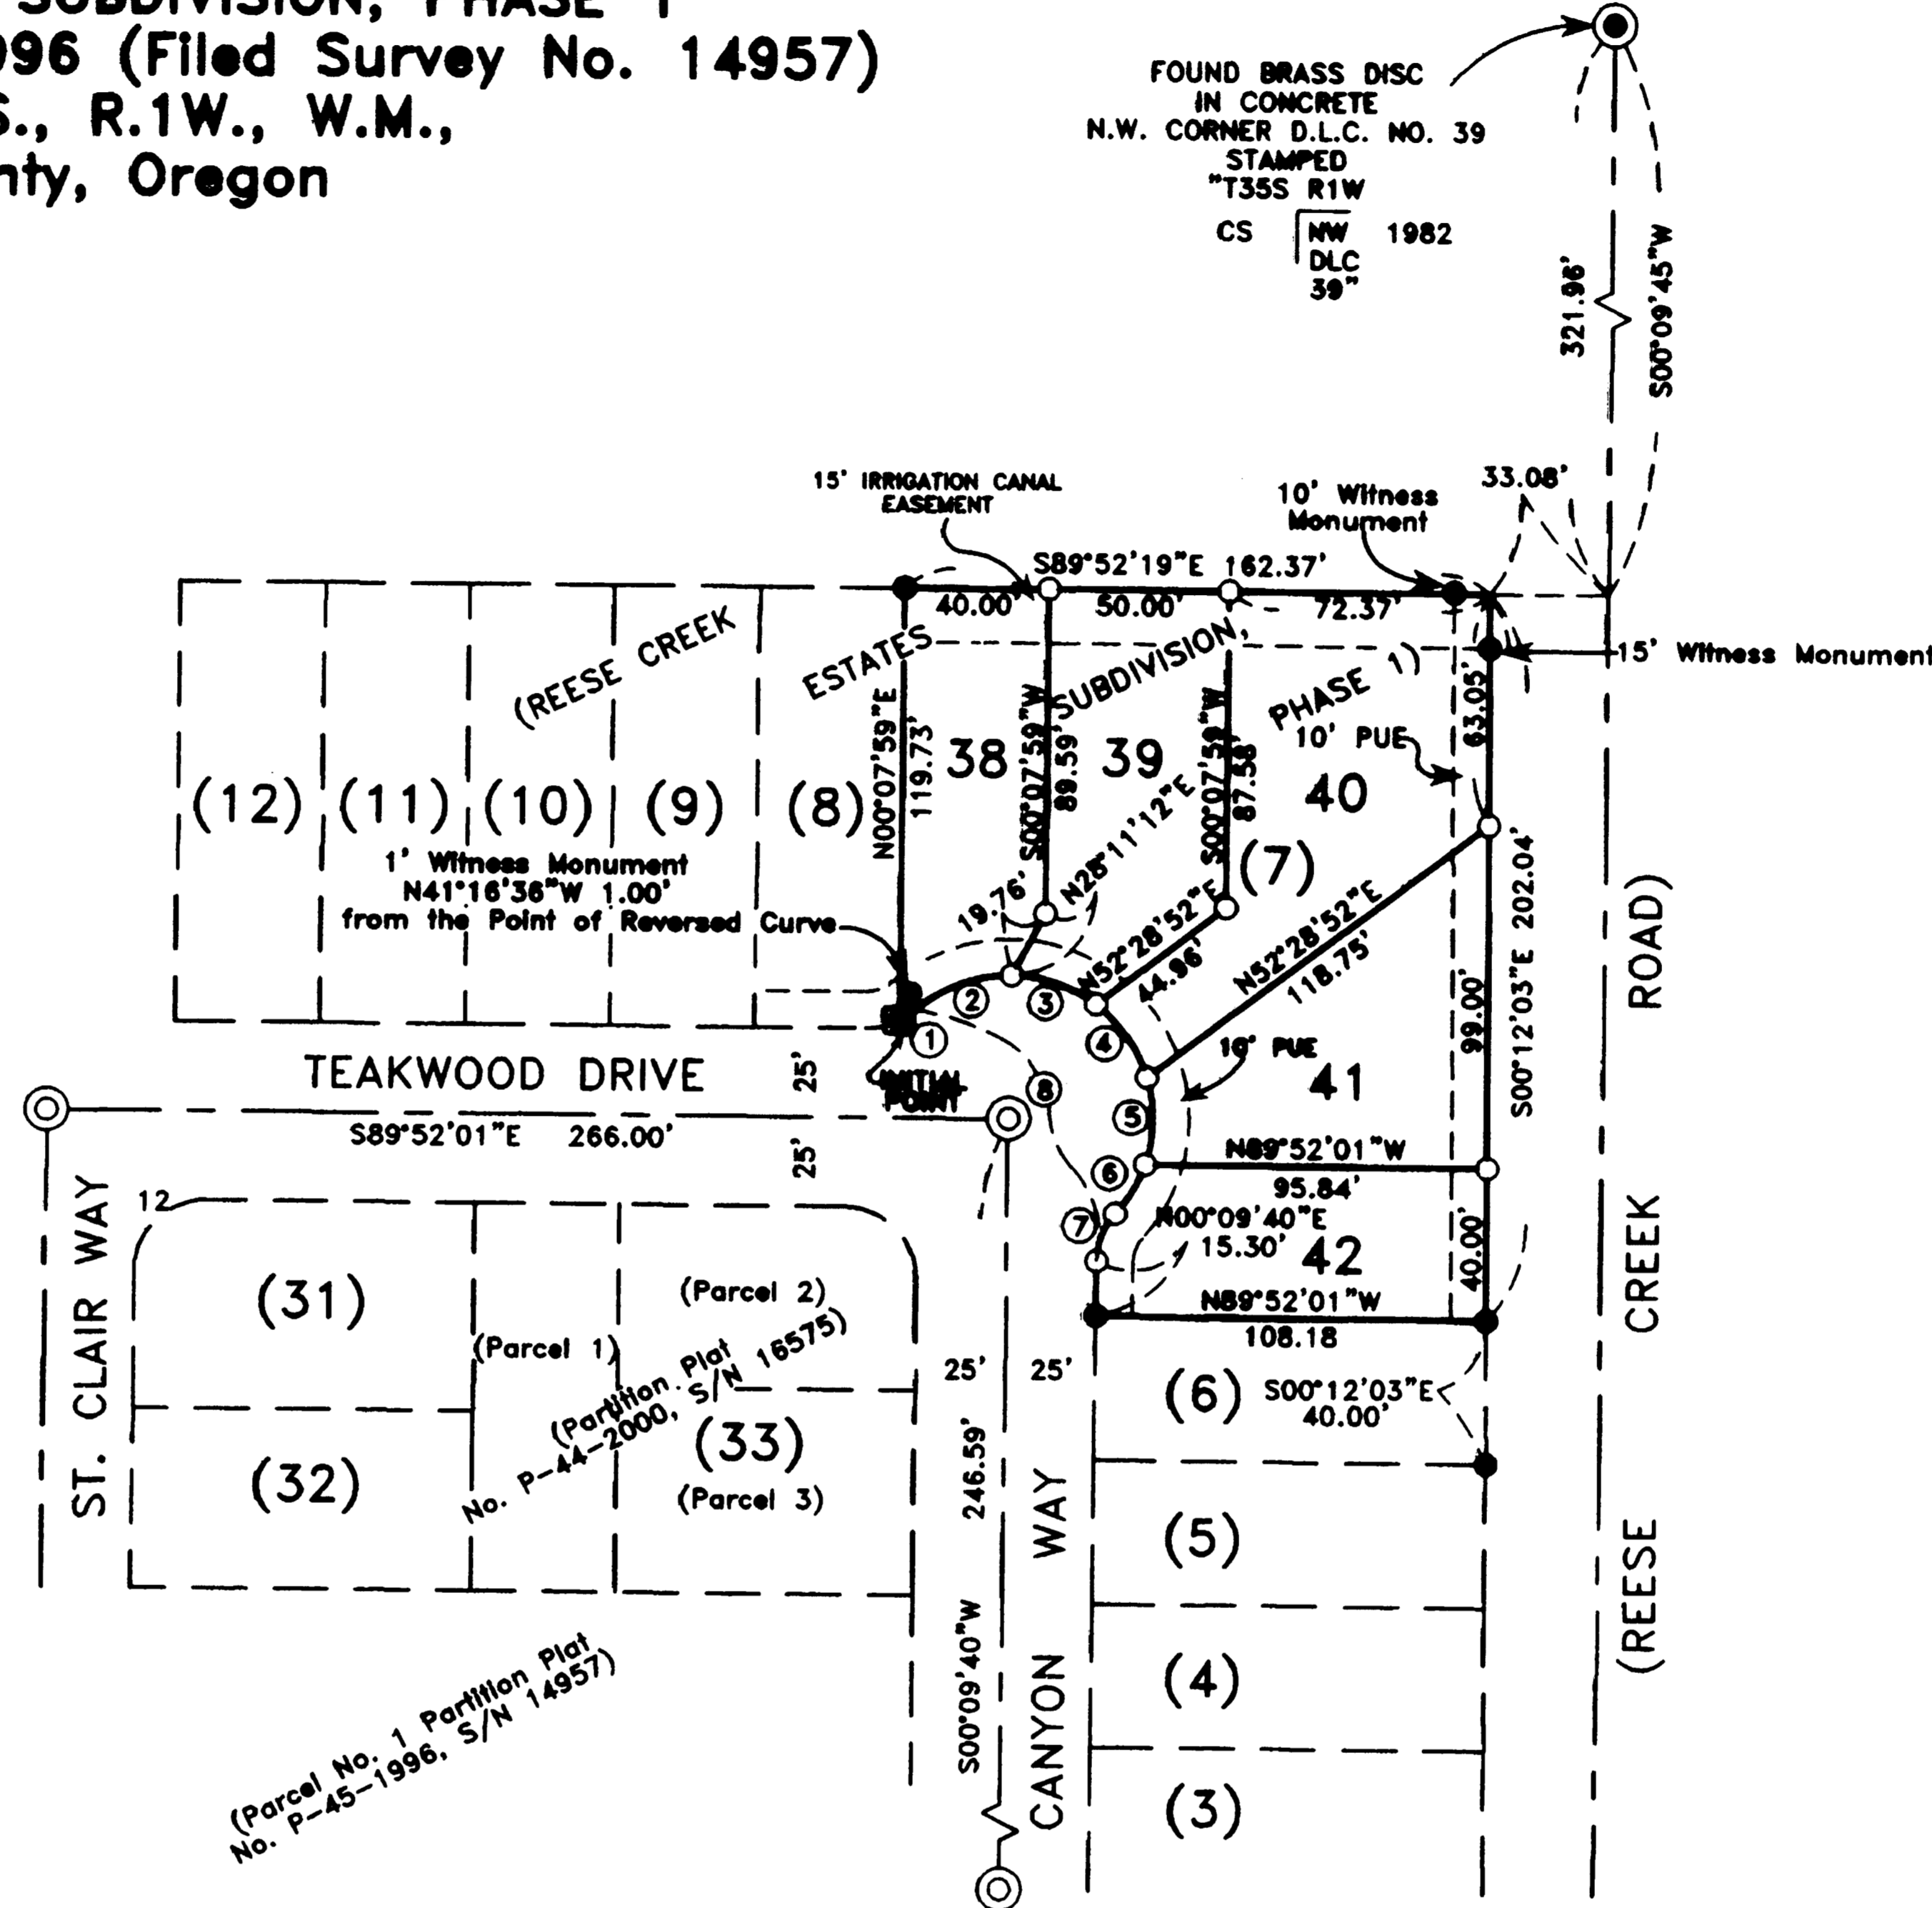 SUBDIVISION, PHASE 1
996 (Filed Survey No. 14957)
S., R.1W., W.M.,
nty, Oregon
FOUND BRASS DISC
IN CONCRETE
N.W. CORNER D.L.C. NO. 39
STAMPED
"T35S R1W
CS NW 1982
DLC
39"
321.96'
S00°09'45"W
15' IRRIGATION CANAL
EASEMENT
10' Witness
Monument
33.08'
S89°52'19"E 162.37'
40.00'
50.00'
72.37'
15' Witness Monument
(REESE CREEK
ESTATES
SUBDIVISION,
PHASE 1)
10' PUE
63.05'
N00°07'59"E
119.73'
38
S00°07'59"W
89.59'
39
S00°07'59"W
87.58'
40
(12)
(11)
(10)
(9)
(8)
(7)
1' Witness Monument
N41°16'36"W 1.00'
from the Point of Reversed Curve
19.76'
N28°11'12"E
N52°28'52"E
44.96'
N52°28'52"E
118.75'
S00°12'03"E 202.04'
99.00'
ROAD)
1
2
3
4
5
6
7
8
TEAKWOOD DRIVE
25'
INITIAL
POINT
10' PUE
41
S89°52'01"E 266.00'
25'
N89°52'01"W
95.84'
N00°09'40"E
15.30'
42
40.00'
N89°52'01"W
108.18
12
ST. CLAIR WAY
(31)
(Parcel 1)
(Parcel 2)
(Partition Plat
No. P-44-2000, S/N 16575)
(32)
(33)
(Parcel 3)
25'
25'
246.59'
S00°09'40"W
CANYON WAY
(6)
S00°12'03"E
40.00'
(5)
(4)
(3)
CREEK
(REESE
(Parcel No. 1 Partition Plat
No. P-45-1996, S/N 14957)